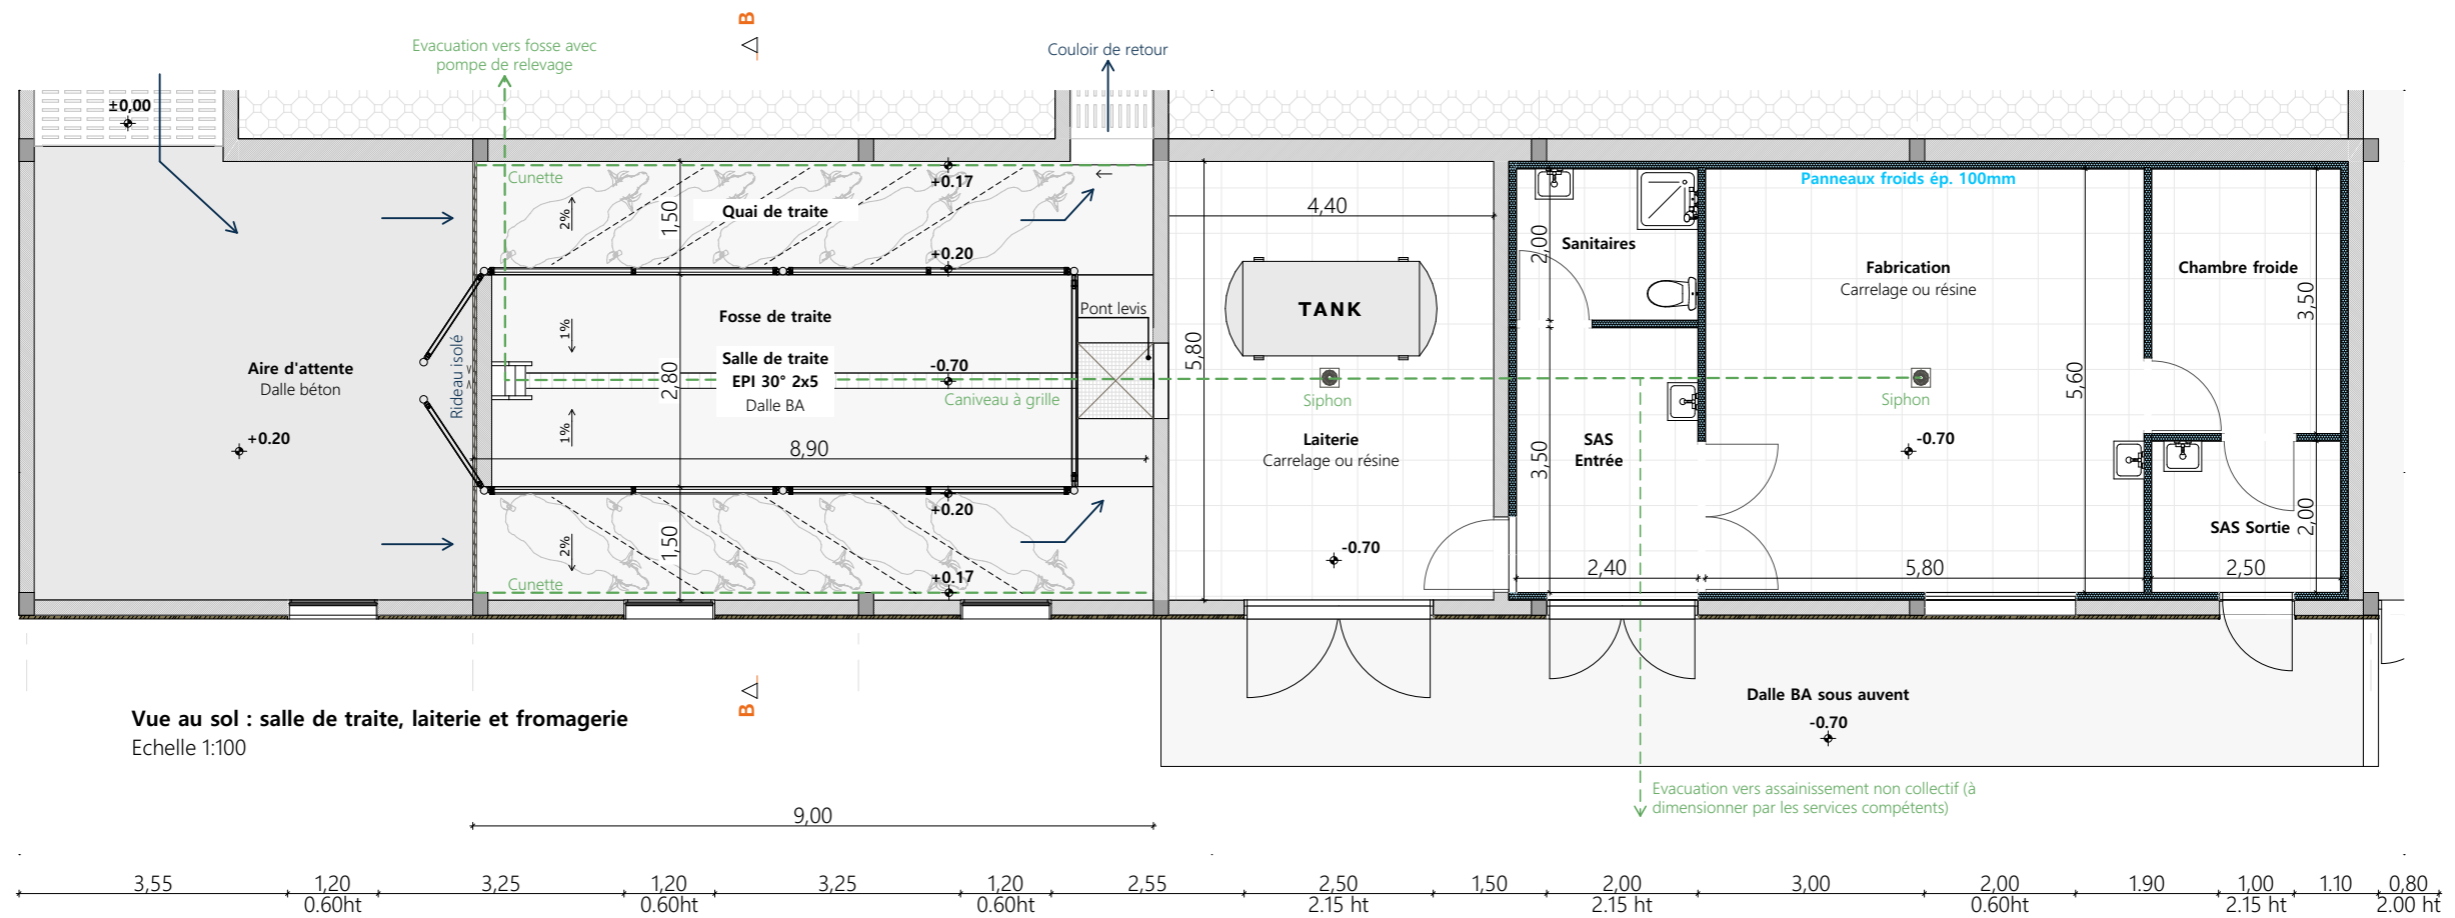 B
Evacuation vers fosse avec
pompe de relevage
Couloir de retour
±0,00
Cunette
+0.17
Panneaux froids ép. 100mm
2%
1,50
Quai de traite
4,40
2,00
Sanitaires
+0.20
Fabrication
Carrelage ou résine
Chambre froide
3,50
1%
Fosse de traite
Pont levis
TANK
Aire d'attente
Dalle béton
Rideau isolé
Salle de traite
EPI 30° 2x5
Dalle BA
2,80
-0.70
5,80
5,60
Caniveau à grille
Siphon
Siphon
1%
+0.20
8,90
Laiterie
Carrelage ou résine
SAS
Entrée
3,50
-0.70
+0.20
2%
1,50
SAS Sortie
2,00
-0.70
Cunette
+0.17
2,40
5,80
2,50
B
Dalle BA sous auvent
-0.70
Vue au sol : salle de traite, laiterie et fromagerie
Echelle 1:100
Evacuation vers assainissement non collectif (à
dimensionner par les services compétents)
9,00
3,55 1,20 3,25 1,20 3,25 1,20 2,55 2,50 1,50 2,00 3,00 2,00 1.90 1,00 1.10 0,80
0.60ht 0.60ht 0.60ht 2.15 ht 2.15 ht 0.60ht 2.15 ht 2.00 ht